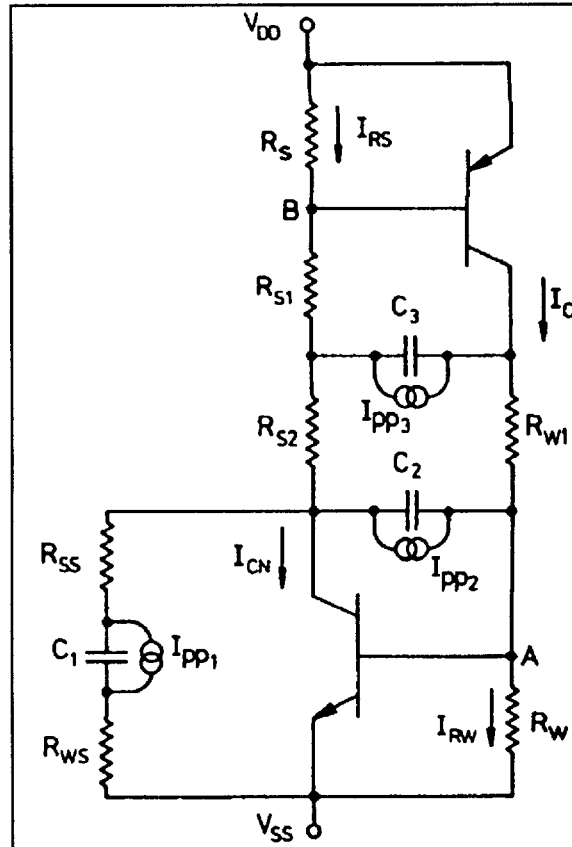 V_DD
R_S
I_RS
B
R_S1
C_3
I_C
I_pp3
R_S2
R_W1
C_2
I_pp2
R_SS
I_CN
C_1
I_pp1
A
R_WS
I_RW
R_W
V_SS